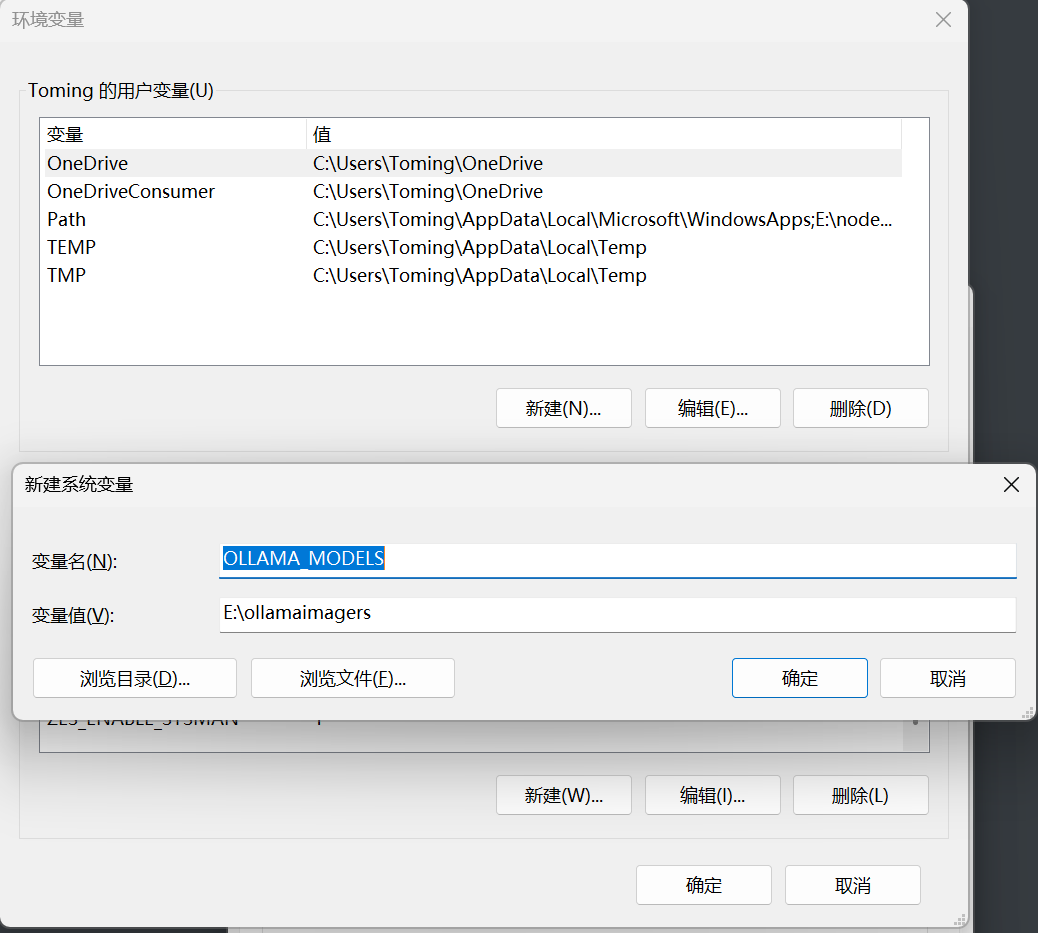 环境变量
Toming 的用户变量(U)
变量 值
OneDrive C:\Users\Toming\OneDrive
OneDriveConsumer C:\Users\Toming\OneDrive
Path C:\Users\Toming\AppData\Local\Microsoft\WindowsApps;E:\node...
TEMP C:\Users\Toming\AppData\Local\Temp
TMP C:\Users\Toming\AppData\Local\Temp
新建(N)... 编辑(E)... 删除(D)
新建系统变量
变量名(N): OLLAMA_MODELS
变量值(V): E:\ollamaimagers
浏览目录(D)... 浏览文件(F)... 确定 取消
ZES_ENABLE_SYSMAN
新建(W)... 编辑(I)... 删除(L)
确定 取消